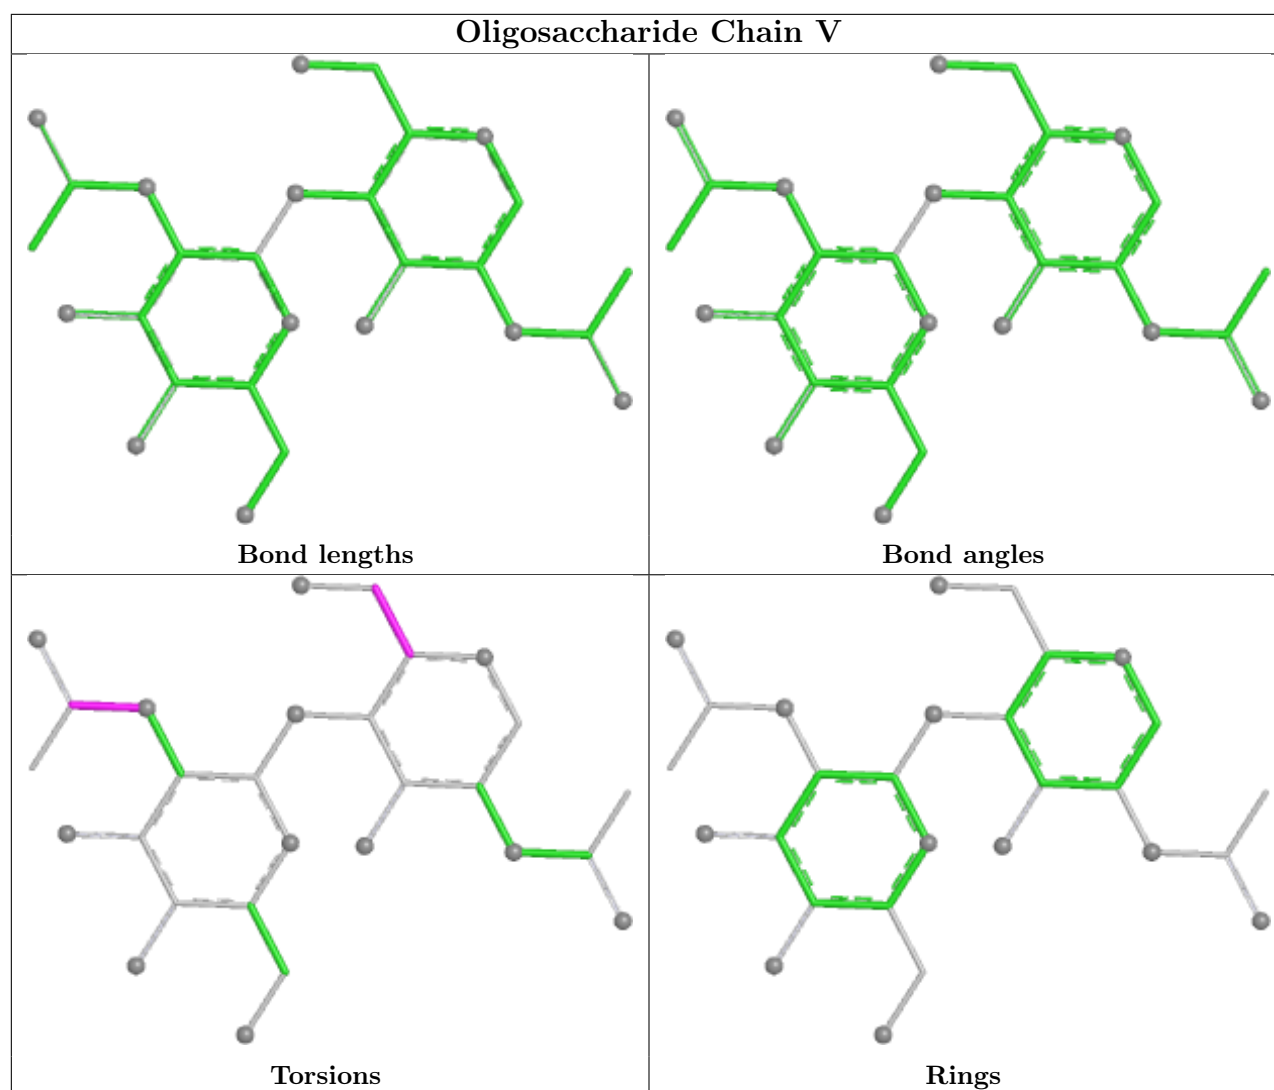 Oligosaccharide Chain V
Bond lengths
Bond angles
Torsions
Rings